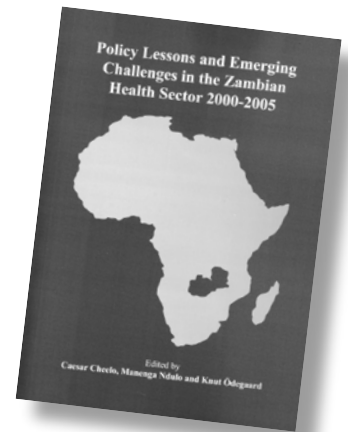 Policy Lessons and Emerging
Challenges in the Zambian
Health Sector 2000-2005
Edited by
Caesar Cheelo, Manenga Ndulo and Knut Ödegaard